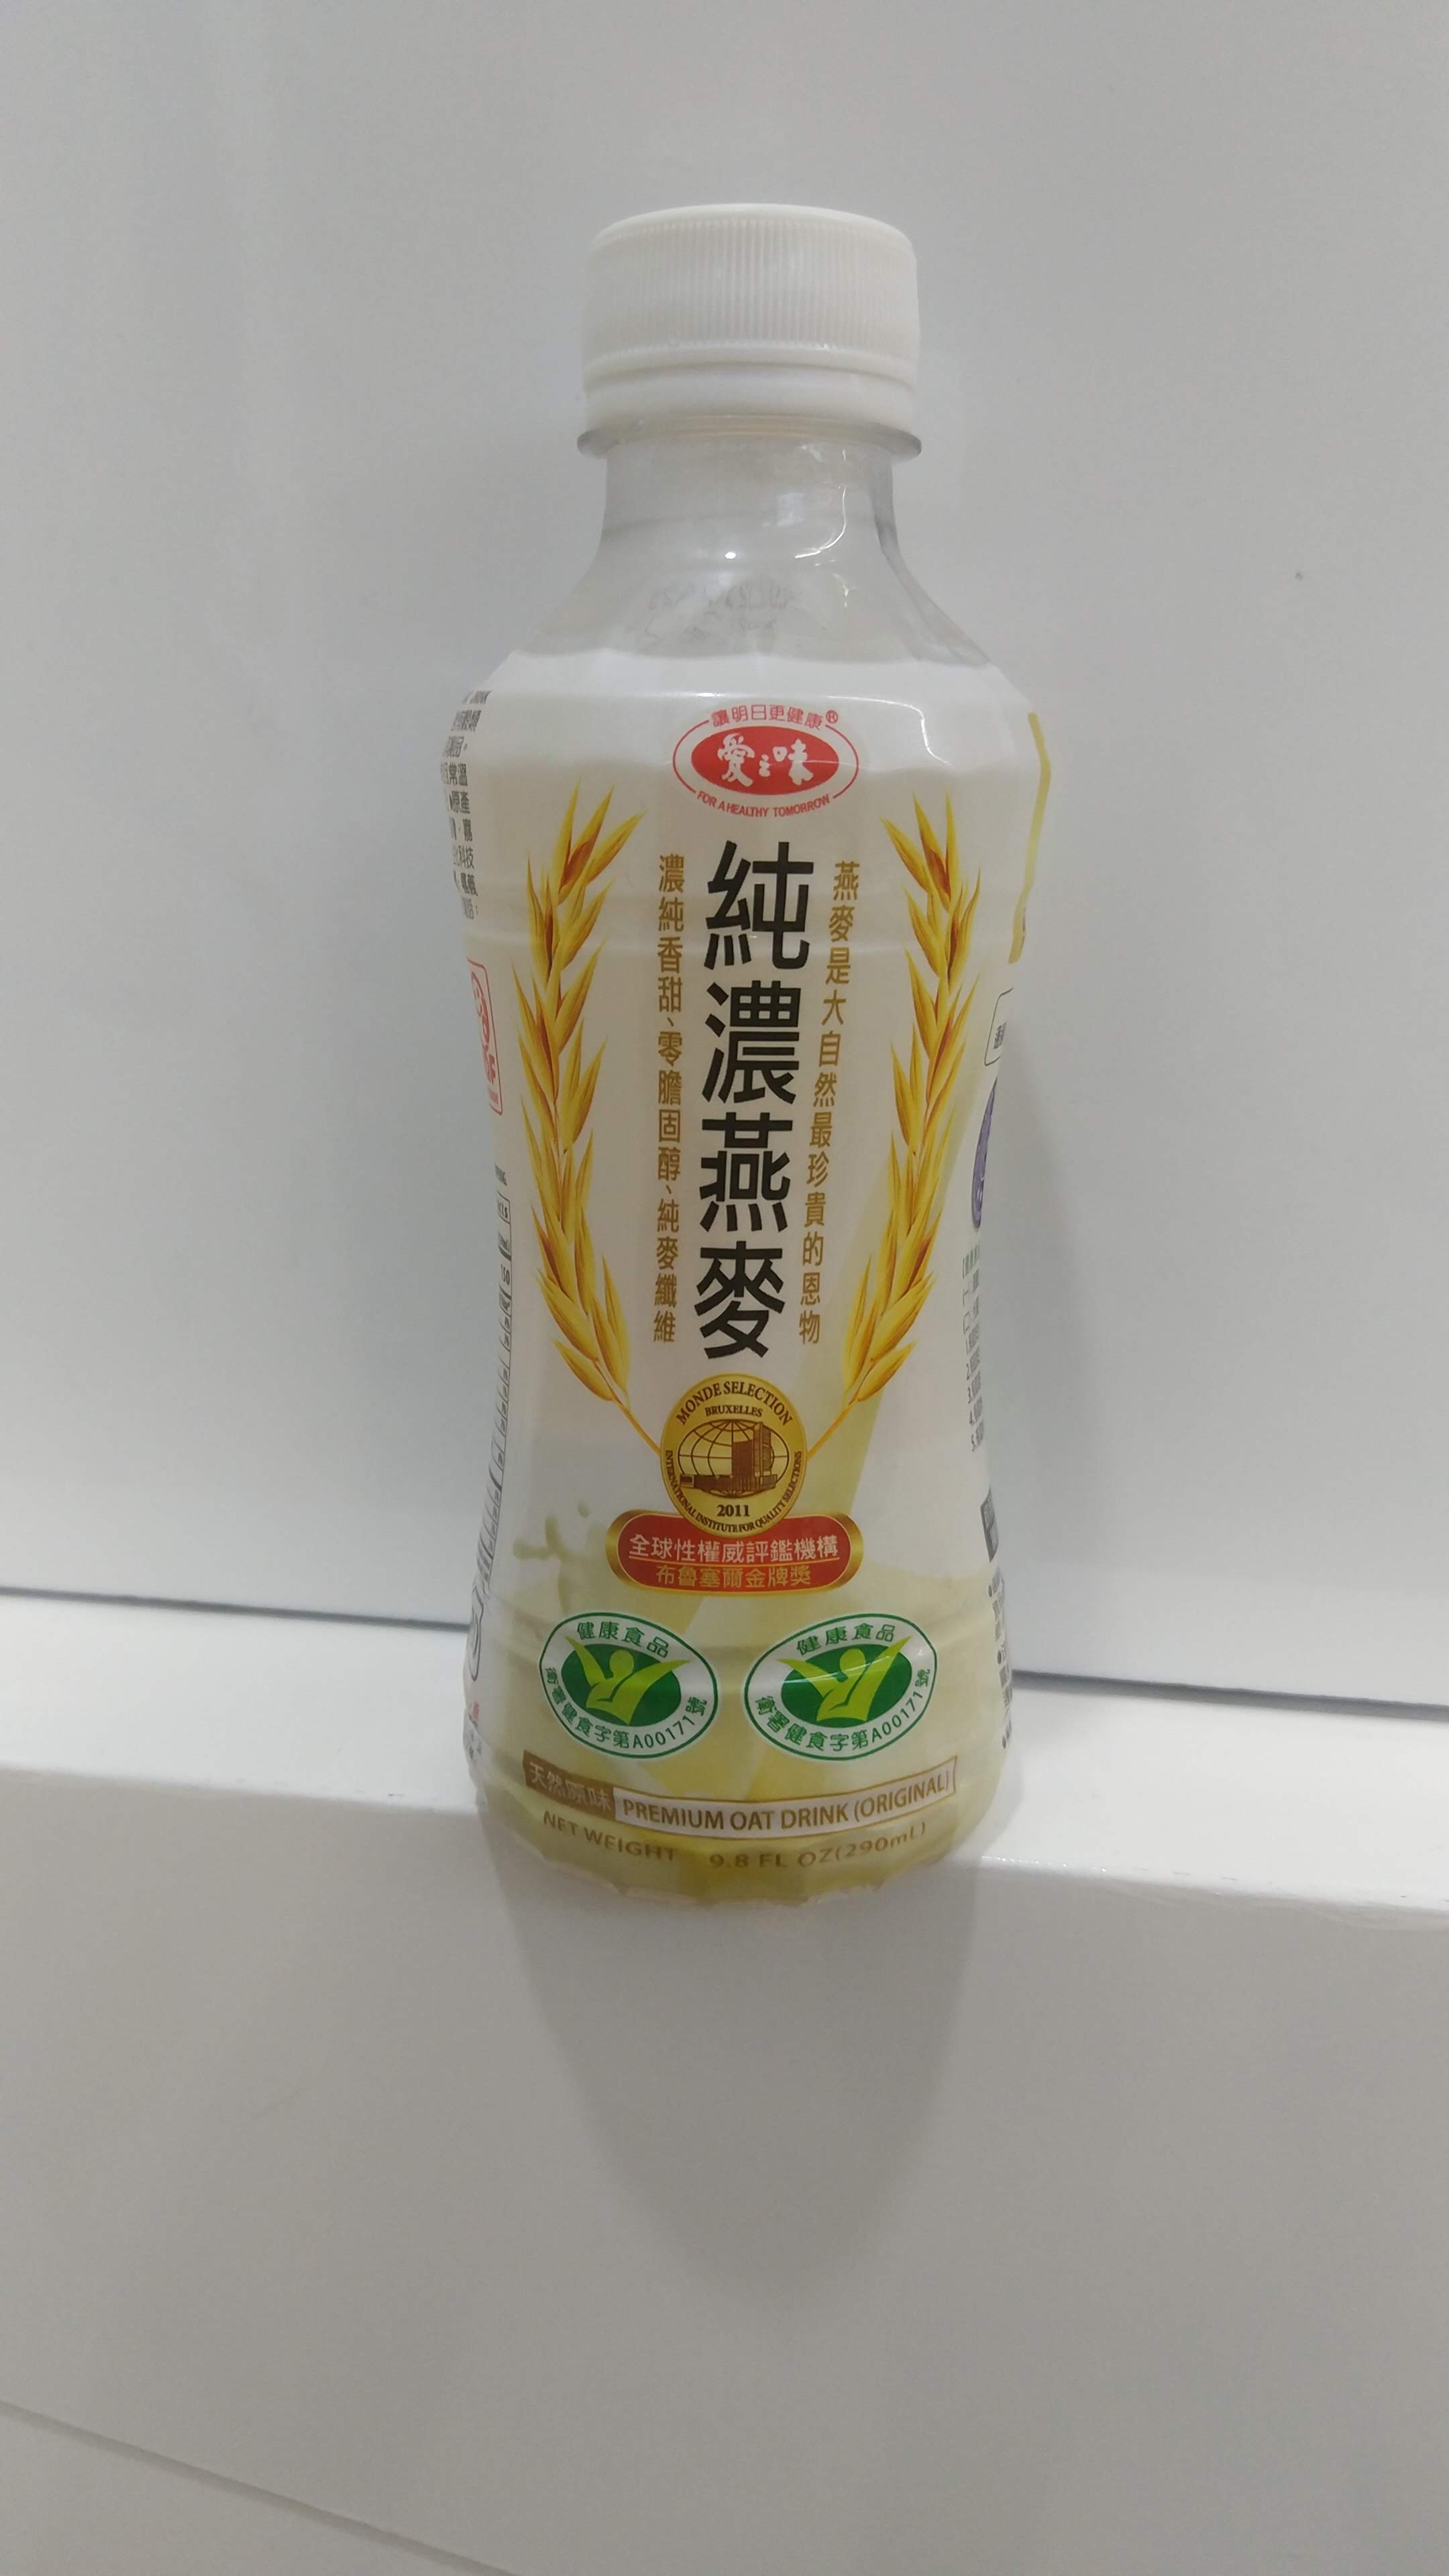 讓明日更健康®
愛之味
FOR A HEALTHY TOMORROW
燕麥是大自然最珍貴的恩物
純濃燕麥
濃純香甜、零膽固醇、純麥纖維
MONDE SELECTION
BRUXELLES
2011
INTERNATIONAL INSTITUTE FOR QUALITY SELECTIONS
全球性權威評鑑機構
布魯塞爾金牌獎
健康食品
衛署健食字第A00171號
健康食品
衛署健食字第A00171號
天然原味 PREMIUM OAT DRINK (ORIGINAL)
NET WEIGHT 9.8 FL OZ(290mL)
常溫
原產
科技